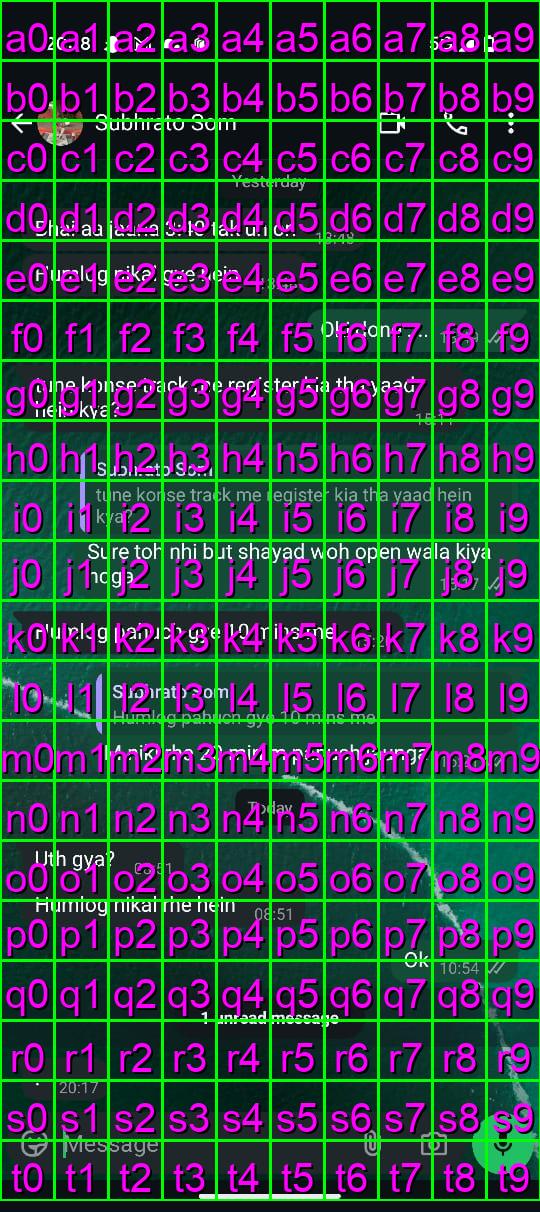 Subhrato Som
Yesterday
Bhai aa jaana 3:40 tak
13:48
Humlog nikal gye hein
Ok done
tune konse track me register kia tha yaad
hein kya?
15:11
Subhrato Som
tune konse track me register kia tha yaad hein
kya?
Sure toh nhi but shayad woh open wala kiya
hoga
Humlog pahuch gye 10 mins me
Subhrato Som
Humlog pahuch gye 10 mins me
Today
Uth gya?
08:51
Humlog nikal rhe hein
08:51
Ok
10:54
1 unread message
.
20:17
Message